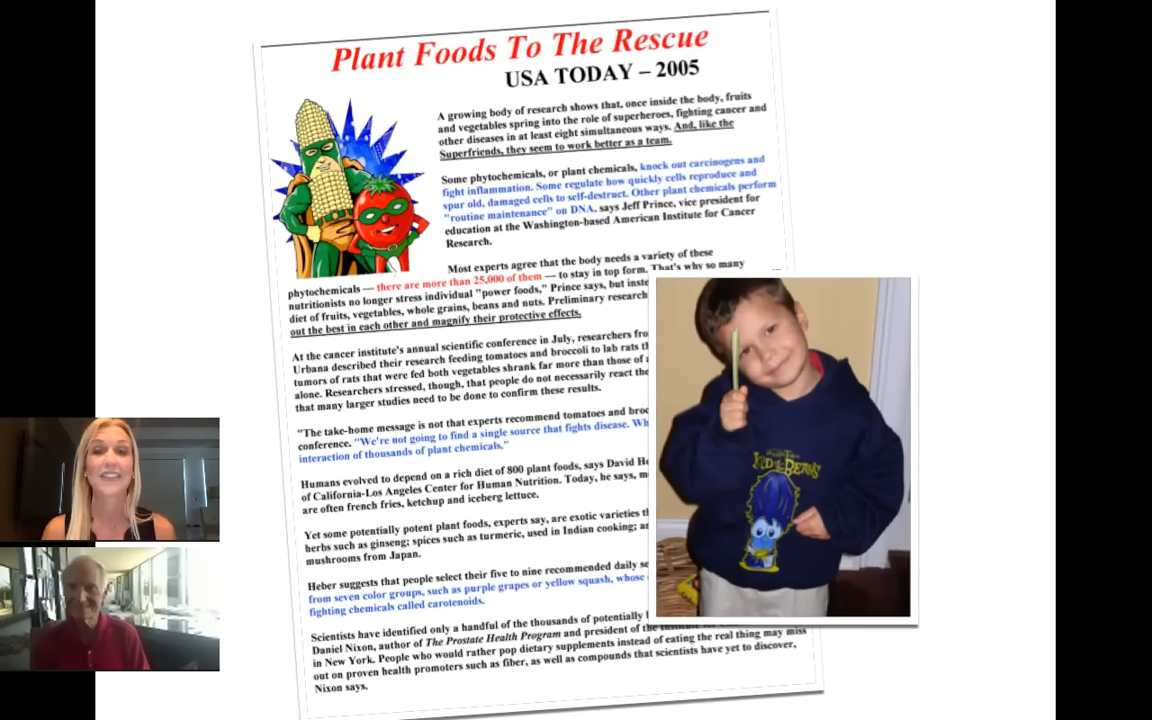 Plant Foods To The Rescue
USA TODAY – 2005
A growing body of research shows that, once inside the body, fruits
and vegetables spring into the role of superheroes, fighting cancer and
other diseases in at least eight simultaneous ways. And, like the
Superfriends, they seem to work better as a team.
Some phytochemicals, or plant chemicals, knock out carcinogens and
fight inflammation. Some regulate how quickly cells reproduce and
spur old, damaged cells to self-destruct. Other plant chemicals perform
"routine maintenance" on DNA, says Jeff Prince, vice president for
education at the Washington-based American Institute for Cancer
Research.
Most experts agree that the body needs a variety of these
phytochemicals — there are more than 25,000 of them — to stay in top form. That's why so many
nutritionists no longer stress individual "power foods," Prince says, but inste
diet of fruits, vegetables, whole grains, beans and nuts. Preliminary research
out the best in each other and magnify their protective effects.
At the cancer institute's annual scientific conference in July, researchers fro
Urbana described their research feeding tomatoes and broccoli to lab rats th
tumors of rats that were fed both vegetables shrank far more than those of
alone. Researchers stressed, though, that people do not necessarily react the
that many larger studies need to be done to confirm these results.
"The take-home message is not that experts recommend tomatoes and broc
conference. "We're not going to find a single source that fights disease. Wh
interaction of thousands of plant chemicals."
Humans evolved to depend on a rich diet of 800 plant foods, says David He
of California-Los Angeles Center for Human Nutrition. Today, he says, m
are often french fries, ketchup and iceberg lettuce.
Yet some potentially potent plant foods, experts say, are exotic varieties th
herbs such as ginseng; spices such as turmeric, used in Indian cooking; an
mushrooms from Japan.
Heber suggests that people select their five to nine recommended daily se
from seven color groups, such as purple grapes or yellow squash, whose
fighting chemicals called carotenoids.
Scientists have identified only a handful of the thousands of potentially
Daniel Nixon, author of The Prostate Health Program and president of the Institute
in New York. People who would rather pop dietary supplements instead of eating the real thing may miss
out on proven health promoters such as fiber, as well as compounds that scientists have yet to discover,
Nixon says.